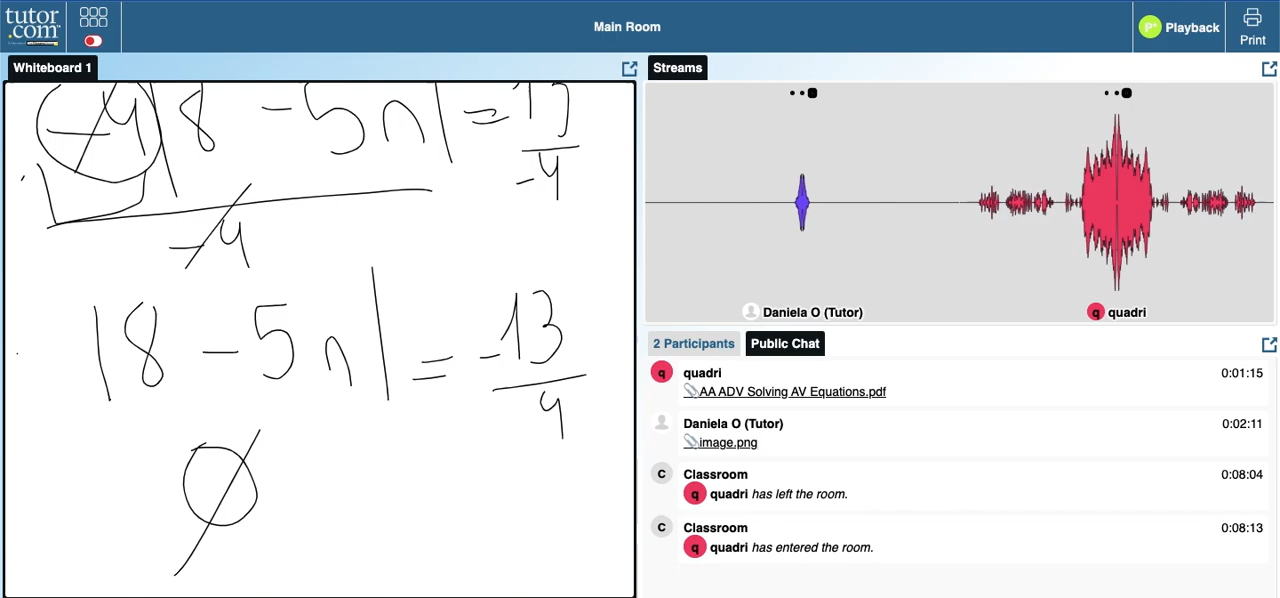 tutor
.com
Main Room
P+ Playback
Print
Whiteboard 1
Streams
-4|8 - 5n| = 13
-4
-4
|8 - 5n| = -13
4
Ø
Daniela O (Tutor)
q quadri
2 Participants
Public Chat
q quadri 0:01:15
AA ADV Solving AV Equations.pdf
Daniela O (Tutor) 0:02:11
image.png
C Classroom 0:08:04
q quadri has left the room.
C Classroom 0:08:13
q quadri has entered the room.